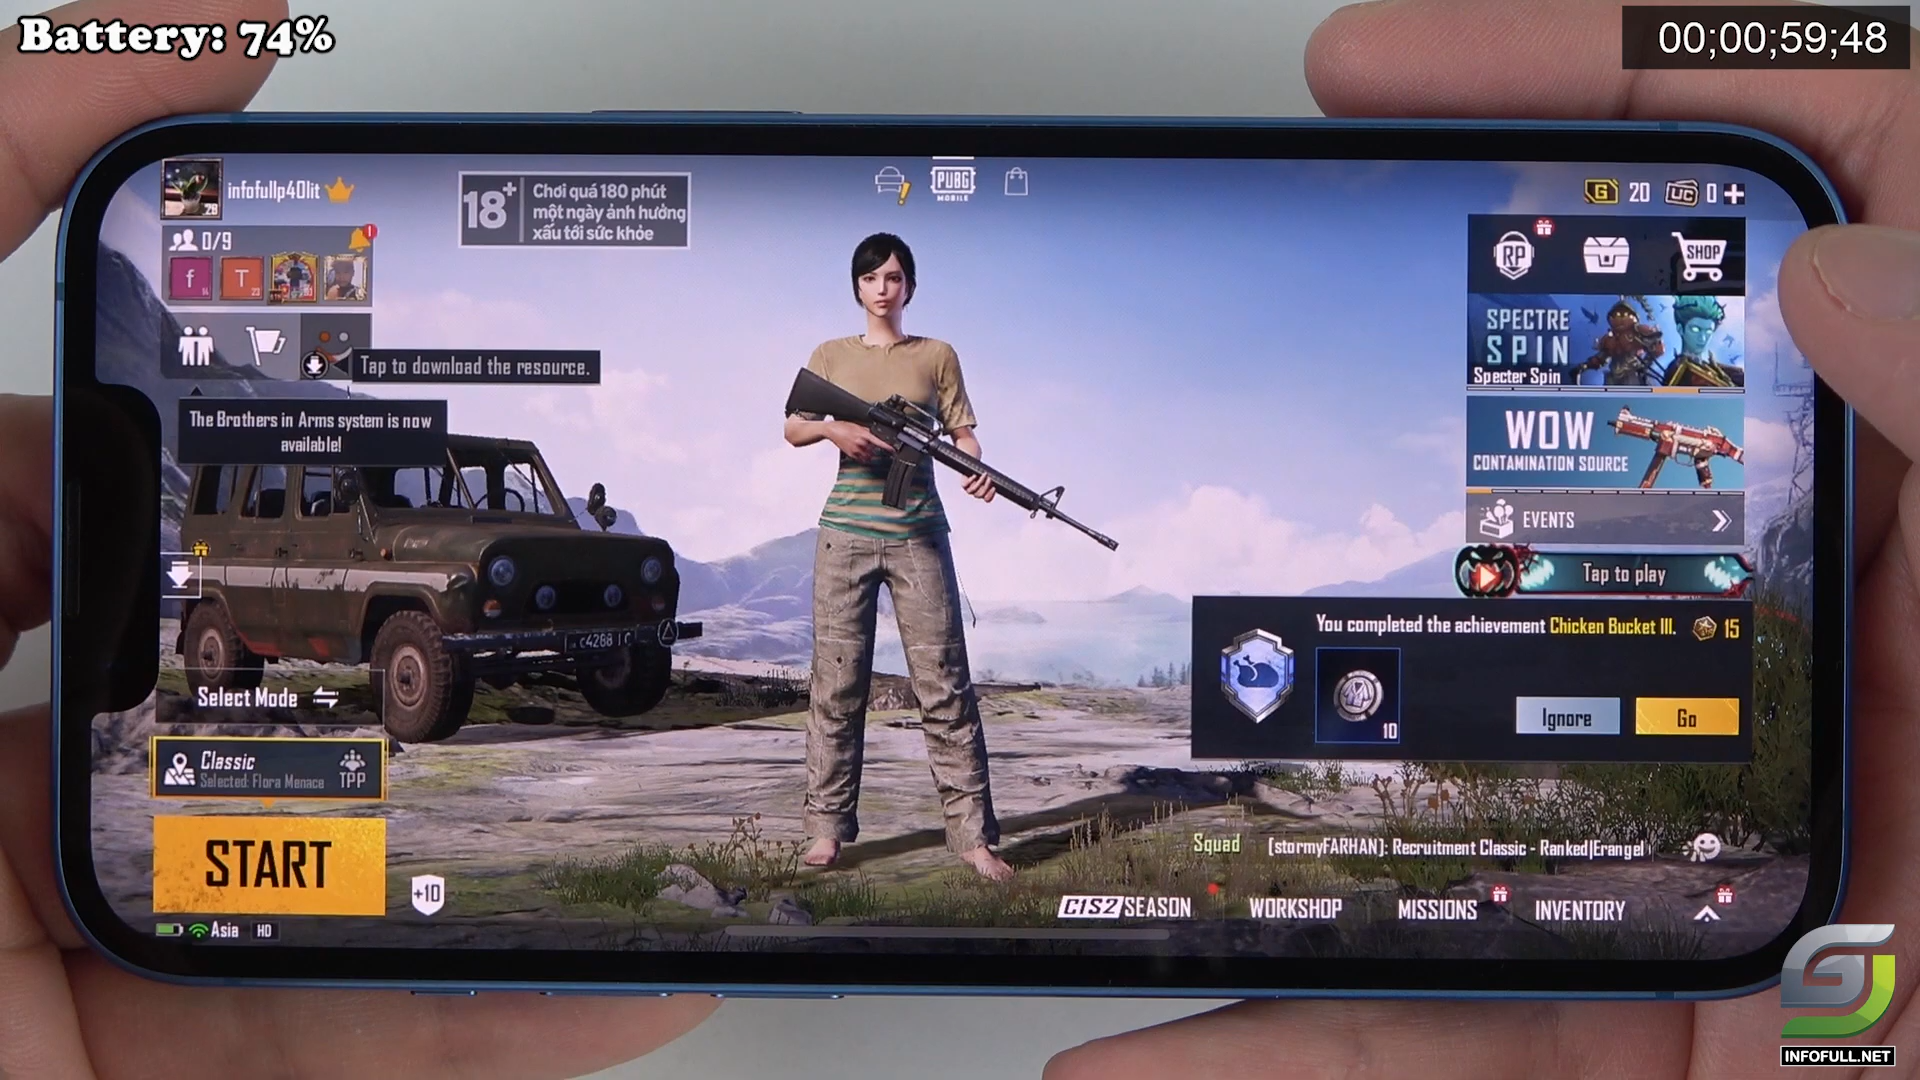 Battery: 74%
00;00;59;48
infofullp40lit
28
18+
Chơi quá 180 phút
một ngày ảnh hưởng
xấu tới sức khỏe
PUBG
MOBILE
G 20 UC 0 +
0/9
!
f
T
23
RP
SHOP
SPECTRE
SPIN
Specter Spin
Tap to download the resource.
The Brothers in Arms system is now
available!
WOW
CONTAMINATION SOURCE
EVENTS
Tap to play
c4288
You completed the achievement Chicken Bucket III. 15
10
Ignore
Go
Select Mode
Classic
Selected: Flora Menace
TPP
START
+10
Squad [stormyFARHAN]: Recruitment Classic - Ranked|Erangel
C1S2 SEASON
WORKSHOP
MISSIONS
INVENTORY
Asia HD
INFOFULL.NET